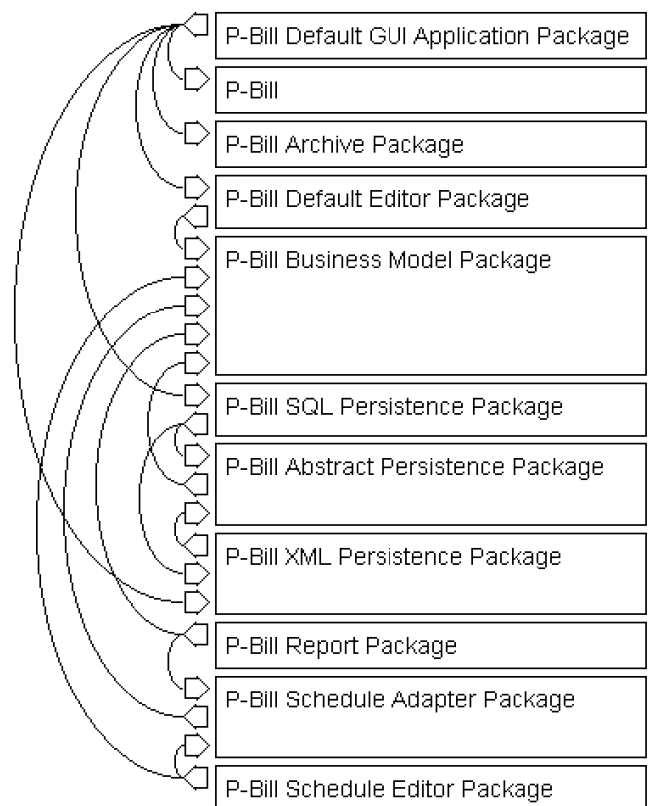 P-Bill Default GUI Application Package
P-Bill
P-Bill Archive Package
P-Bill Default Editor Package
P-Bill Business Model Package
P-Bill SQL Persistence Package
P-Bill Abstract Persistence Package
P-Bill XML Persistence Package
P-Bill Report Package
P-Bill Schedule Adapter Package
P-Bill Schedule Editor Package